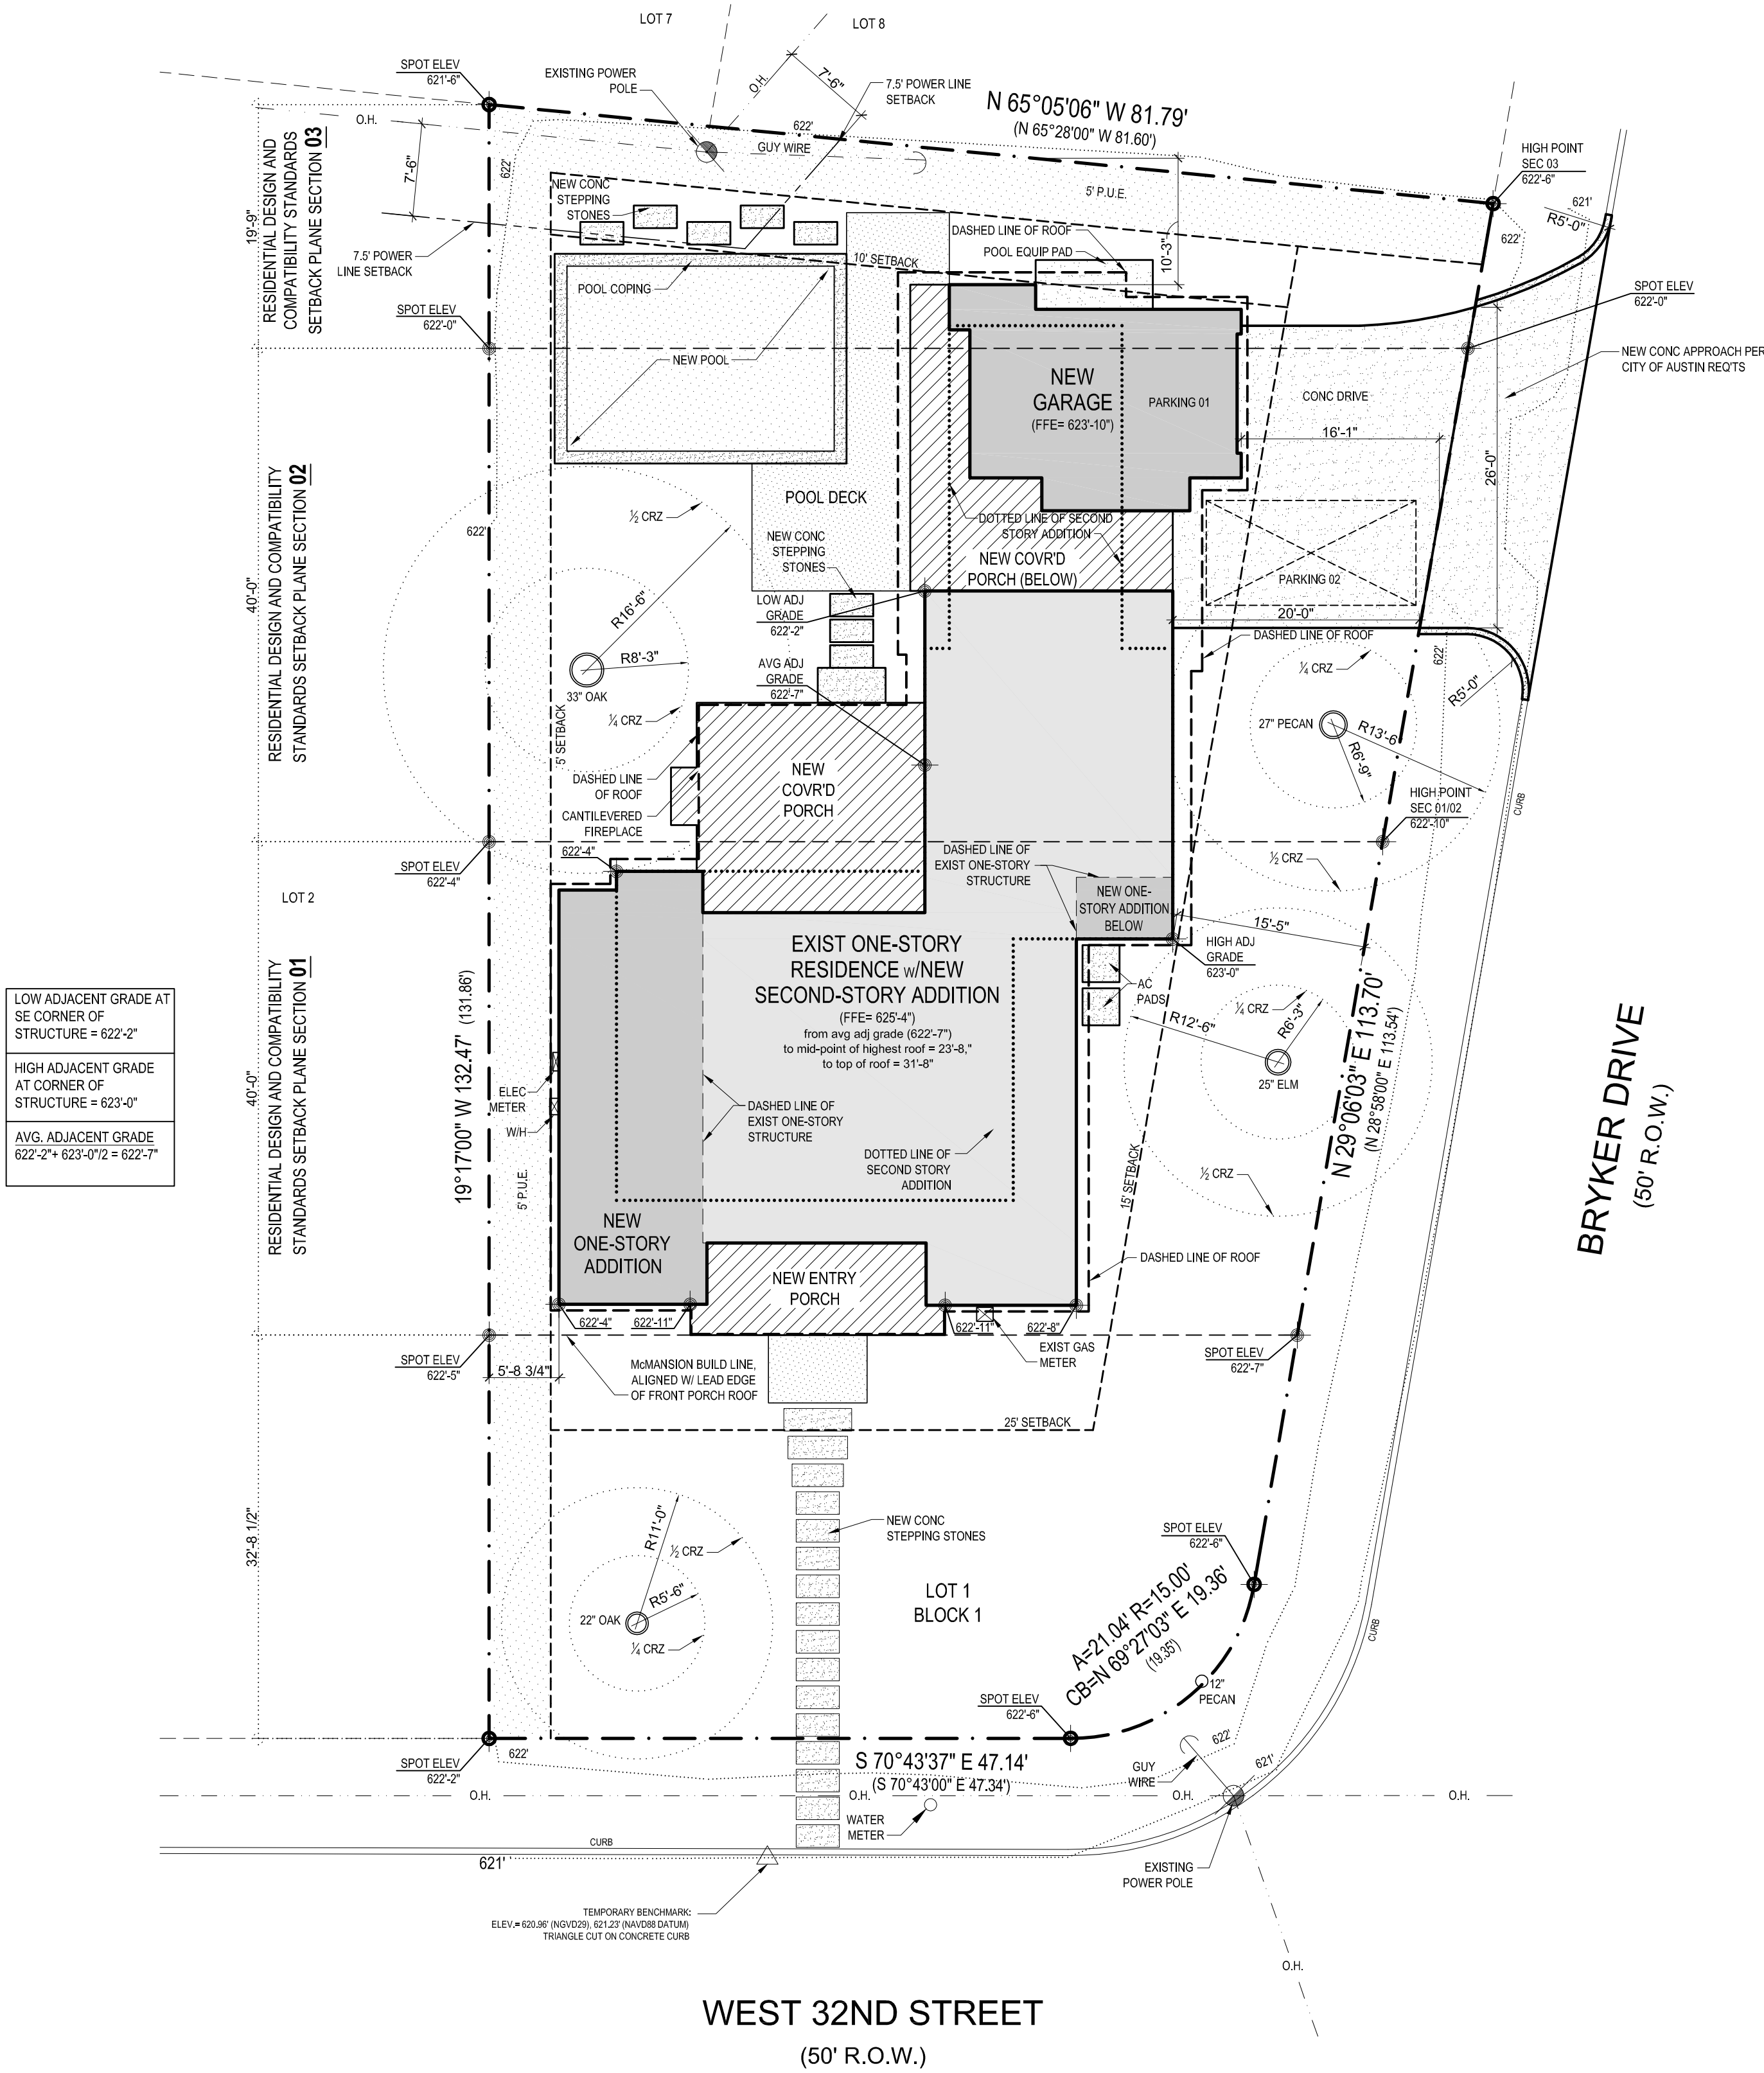 LOT 7
LOT 8
SPOT ELEV
621'-6"
EXISTING POWER
POLE
O.H.
7'-6"
7.5' POWER LINE
SETBACK
N 65°05'06" W 81.79'
(N 65°28'00" W 81.60')
O.H.
622'
GUY WIRE
HIGH POINT
SEC 03
622'-6"
RESIDENTIAL DESIGN AND
COMPATIBILITY STANDARDS
SETBACK PLANE SECTION 03
19'-9"
7'-6"
622'
NEW CONC
STEPPING
STONES
5' P.U.E.
621'
R5'-0"
622'
7.5' POWER
LINE SETBACK
10' SETBACK
DASHED LINE OF ROOF
POOL EQUIP PAD
10'-3"
POOL COPING
SPOT ELEV
622'-0"
SPOT ELEV
622'-0"
NEW POOL
NEW CONC APPROACH PER
CITY OF AUSTIN REQ'TS
NEW
GARAGE
(FFE= 623'-10")
PARKING 01
CONC DRIVE
16'-1"
26'-0"
RESIDENTIAL DESIGN AND COMPATIBILITY
STANDARDS SETBACK PLANE SECTION 02
40'-0"
POOL DECK
½ CRZ
622'
NEW CONC
STEPPING
STONES
DOTTED LINE OF SECOND
STORY ADDITION
NEW COVR'D
PORCH (BELOW)
PARKING 02
20'-0"
R16'-6"
LOW ADJ
GRADE
622'-2"
DASHED LINE OF ROOF
R8'-3"
33" OAK
AVG ADJ
GRADE
622'-7"
¼ CRZ
622'
R5'-0"
¼ CRZ
5' SETBACK
27" PECAN
R13'-6"
R6'-9"
DASHED LINE
OF ROOF
NEW
COVR'D
PORCH
CANTILEVERED
FIREPLACE
HIGH POINT
SEC 01/02
622'-10"
CURB
622'-4"
DASHED LINE OF
EXIST ONE-STORY
STRUCTURE
½ CRZ
SPOT ELEV
622'-4"
LOT 2
NEW ONE-
STORY ADDITION
BELOW
15'-5"
EXIST ONE-STORY
RESIDENCE w/NEW
SECOND-STORY ADDITION
(FFE= 625'-4")
from avg adj grade (622'-7")
to mid-point of highest roof = 23'-8,"
to top of roof = 31'-8"
HIGH ADJ
GRADE
623'-0"
AC
PADS
LOW ADJACENT GRADE AT
SE CORNER OF
STRUCTURE = 622'-2"
HIGH ADJACENT GRADE
AT CORNER OF
STRUCTURE = 623'-0"
AVG. ADJACENT GRADE
622'-2"+ 623'-0"/2 = 622'-7"
RESIDENTIAL DESIGN AND COMPATIBILITY
STANDARDS SETBACK PLANE SECTION 01
40'-0"
19°17'00" W 132.47' (131.86')
¼ CRZ
R12'-6"
R6'-3"
25" ELM
N 29°06'03" E 113.70'
(N 28°58'00" E 113.54')
BRYKER DRIVE
(50' R.O.W.)
ELEC
METER
W/H
DASHED LINE OF
EXIST ONE-STORY
STRUCTURE
DOTTED LINE OF
SECOND STORY
ADDITION
5' P.U.E.
15' SETBACK
½ CRZ
NEW
ONE-STORY
ADDITION
NEW ENTRY
PORCH
DASHED LINE OF ROOF
622'-4"
622'-11"
622'-11"
622'-8"
EXIST GAS
METER
SPOT ELEV
622'-5"
5'-8 3/4"
McMANSION BUILD LINE,
ALIGNED W/ LEAD EDGE
OF FRONT PORCH ROOF
SPOT ELEV
622'-7"
25' SETBACK
32'-8 1/2"
R11'-0"
½ CRZ
R5'-6"
22" OAK
¼ CRZ
NEW CONC
STEPPING STONES
SPOT ELEV
622'-6"
LOT 1
BLOCK 1
A=21.04' R=15.00'
CB=N 69°27'03" E 19.36'
(19.35')
CURB
12"
PECAN
SPOT ELEV
622'-6"
SPOT ELEV
622'-2"
622'
S 70°43'37" E 47.14'
(S 70°43'00" E 47.34')
GUY
WIRE
622'
621'
O.H.
O.H.
O.H.
O.H.
WATER
METER
CURB
621'
EXISTING
POWER POLE
TEMPORARY BENCHMARK:
ELEV.= 620.96' (NGVD29), 621.23' (NAVD88 DATUM)
TRIANGLE CUT ON CONCRETE CURB
O.H.
WEST 32ND STREET
(50' R.O.W.)